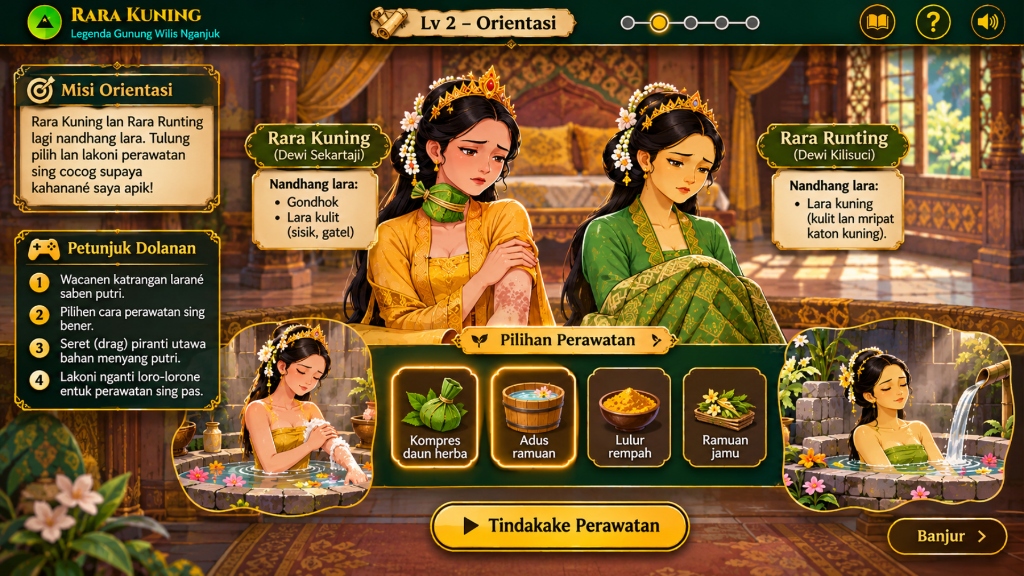 RARA KUNING
Legenda Gunung Wilis Nganjuk
Lv 2 – Orientasi
?
Misi Orientasi
Rara Kuning lan Rara Runting
lagi nandhang lara. Tulung
pilih lan lakoni perawatan
sing cocog supaya
kahanané saya apik!
Petunjuk Dolanan
1 Wacanen katrangan larané
saben putri.
2 Pilihen cara perawatan sing
bener.
3 Seret (drag) piranti utawa
bahan menyang putri.
4 Lakoni nganti loro-lorone
entuk perawatan sing pas.
Rara Kuning
(Dewi Sekartaji)
Nandhang lara:
• Gondhok
• Lara kulit
(sisik, gatel)
Rara Runting
(Dewi Kilisuci)
Nandhang lara:
• Lara kuning
(kulit lan mripat
katon kuning).
Pilihan Perawatan
Kompres
daun herba
Adus
ramuan
Lulur
rempah
Ramuan
jamu
Tindakake Perawatan
Banjur